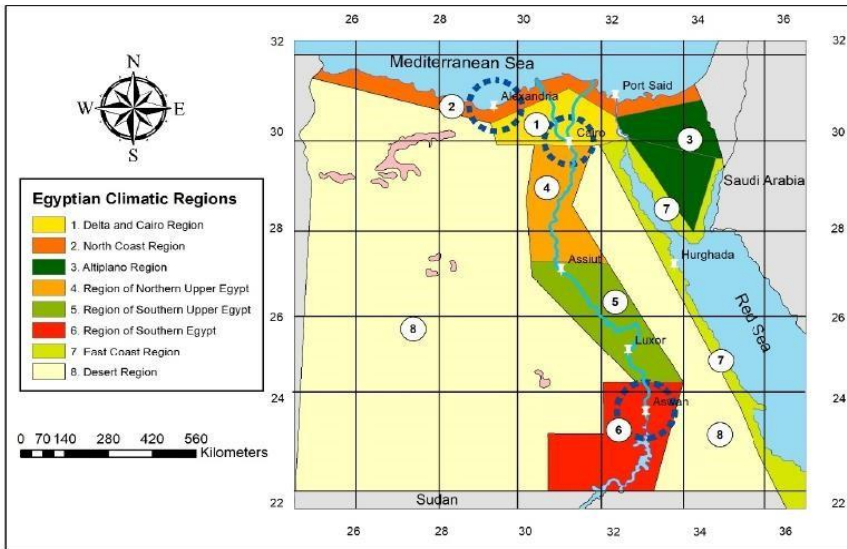 26 28 30 32 34 36
32 32
Mediterranean Sea
N
Port Said
Alexandria
W E
2
1
30 30
Cairo
3
S
Saudi Arabia
4
Egyptian Climatic Regions
7
1. Delta and Cairo Region
28 28
2. North Coast Region
Hurghada
3. Altiplano Region
Assiut
4. Region of Northern Upper Egypt
5
5. Region of Southern Upper Egypt
Red Sea
26 26
6. Region of Southern Egypt
8
7. East Coast Region
Luxor
7
8. Desert Region
24 24
Aswan
6
8
0 70 140 280 420 560
Kilometers
22 22
Sudan
26 28 30 32 34 36